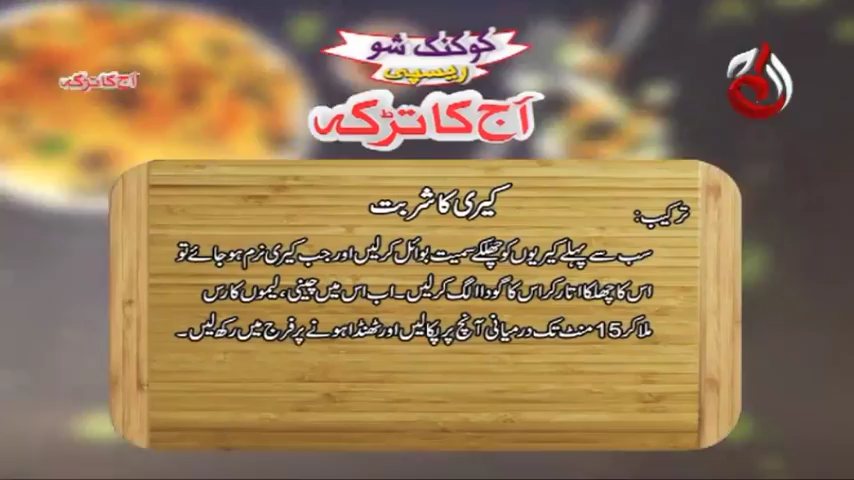 کوکنگ شو
ریسپی
آج کا تڑکہ
آج کا تڑکہ
کیری کا شربت
ترکیب:
سب سے پہلے کیریوں کو چھلکے سمیت بوائل کرلیں اور جب کیری نرم ہوجائے تو
اس کا چھلکا اتار کر اس کا گودا الگ کرلیں۔ اب اس میں چینی، لیموں کا رس
ملا کر 15 منٹ تک درمیانی آنچ پر پکالیں اور ٹھنڈا ہونے پر فرج میں رکھ لیں۔